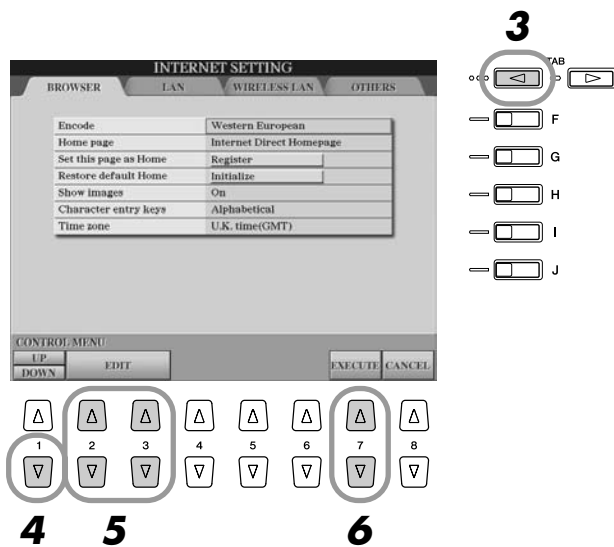 3
INTERNET SETTING
BROWSER LAN WIRELESS LAN OTHERS
TAB
Encode Western European
Home page Internet Direct Homepage
Set this page as Home Register
Restore default Home Initialize
Show images On
Character entry keys Alphabetical
Time zone U.K. time(GMT)
F
G
H
I
J
CONTROL MENU
UP
DOWN
EDIT EXECUTE CANCEL
1 2 3 4 5 6 7 8
4 5 6